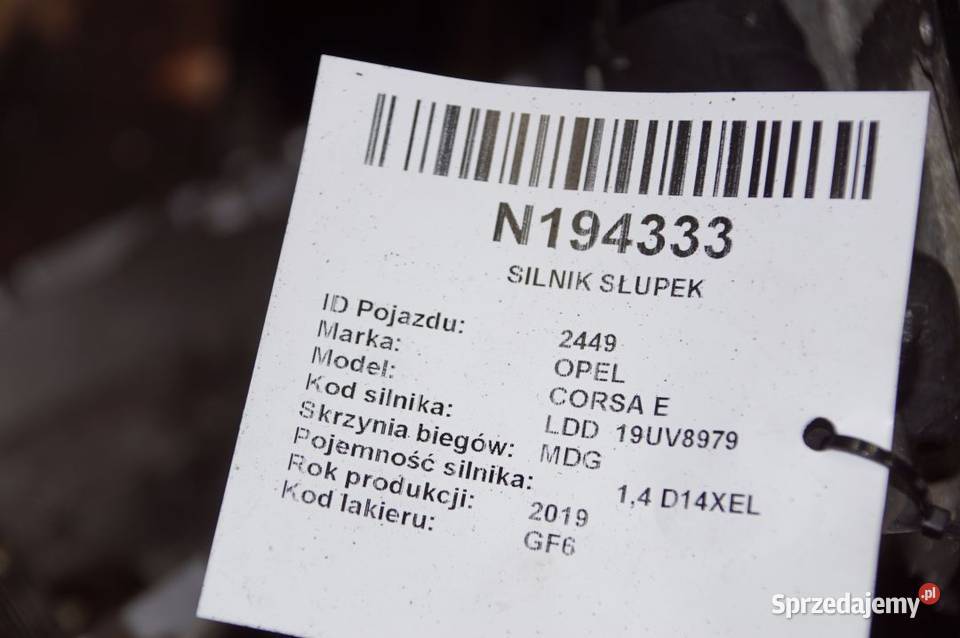 N194333
SILNIK SŁUPEK
ID Pojazdu: 2449
Marka: OPEL
Model: CORSA E
Kod silnika: LDD 19UV8979
Skrzynia biegów: MDG
Pojemność silnika: 1,4 D14XEL
Rok produkcji: 2019
Kod lakieru: GF6
Sprzedajemy.pl